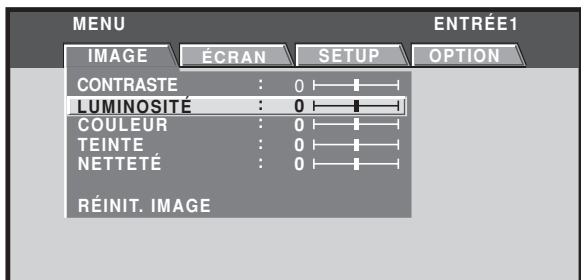 MENU ENTRÉE1
IMAGE ÉCRAN SETUP OPTION
CONTRASTE : 0
LUMINOSITÉ : 0
COULEUR : 0
TEINTE : 0
NETTETÉ : 0
RÉINIT. IMAGE